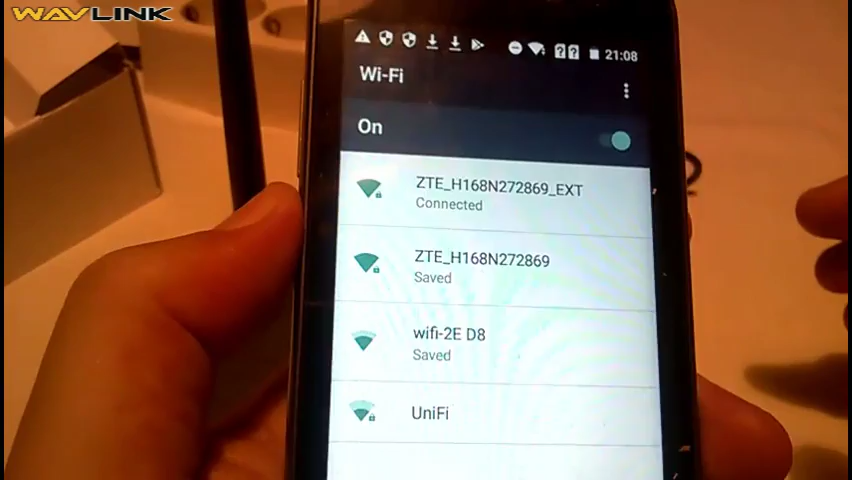 WAVLINK
21:08
Wi-Fi
On
ZTE_H168N272869_EXT
Connected
ZTE_H168N272869
Saved
wifi-2E D8
Saved
UniFi